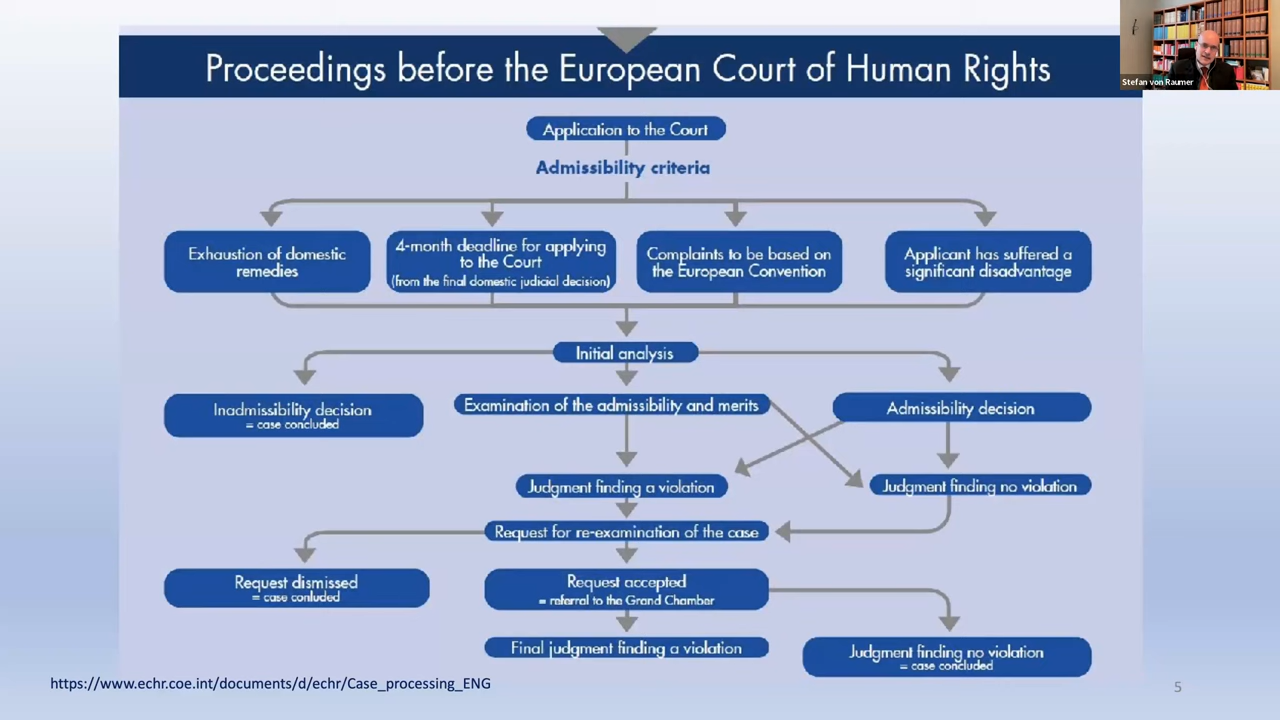 Stefan von Raumer
Proceedings before the European Court of Human Rights
Application to the Court
Admissibility criteria
Exhaustion of domestic
remedies
4-month deadline for applying
to the Court
(from the final domestic judicial decision)
Complaints to be based on
the European Convention
Applicant has suffered a
significant disadvantage
Initial analysis
Inadmissibility decision
= case concluded
Examination of the admissibility and merits
Admissibility decision
Judgment finding a violation
Judgment finding no violation
Request for re-examination of the case
Request dismissed
= case conluded
Request accepted
= referral to the Grand Chamber
Final judgment finding a violation
Judgment finding no violation
= case concluded
https://www.echr.coe.int/documents/d/echr/Case_processing_ENG
5